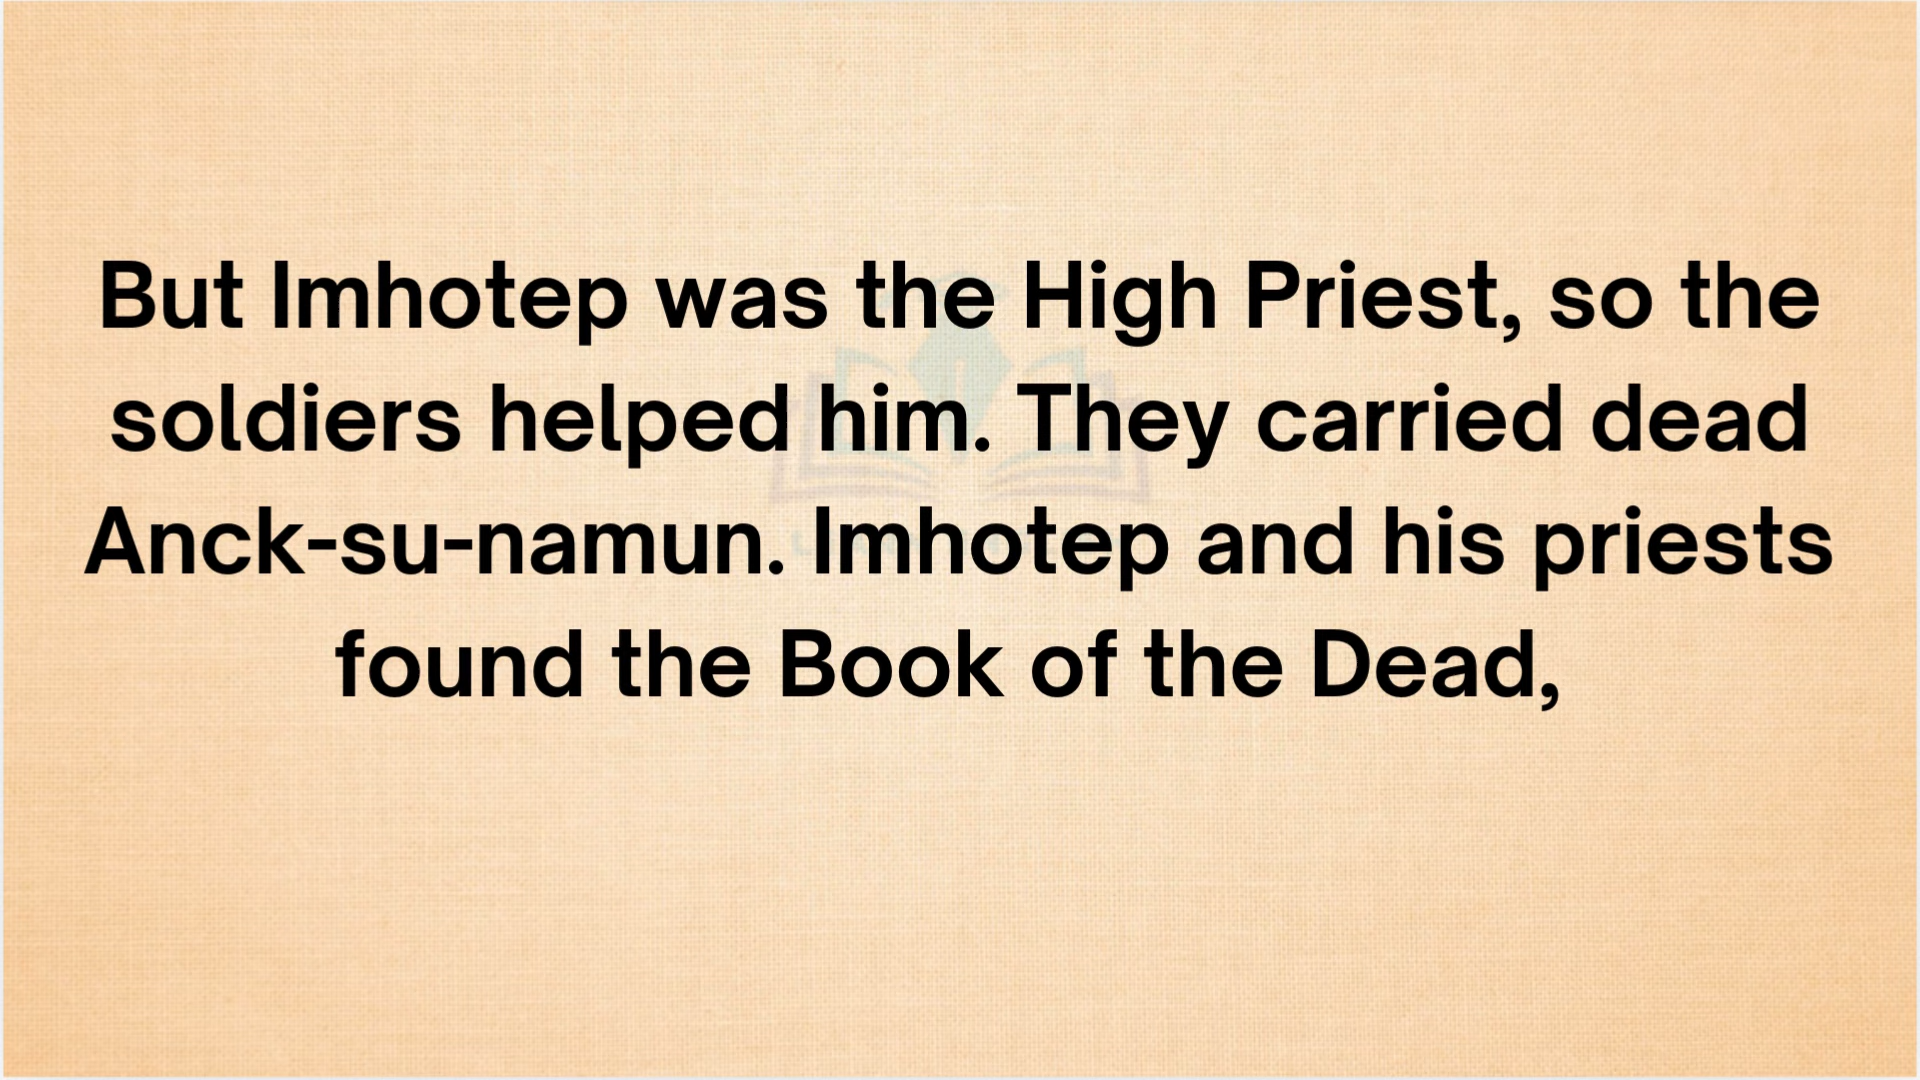 But Imhotep was the High Priest, so the
soldiers helped him. They carried dead
Anck-su-namun. Imhotep and his priests
found the Book of the Dead,